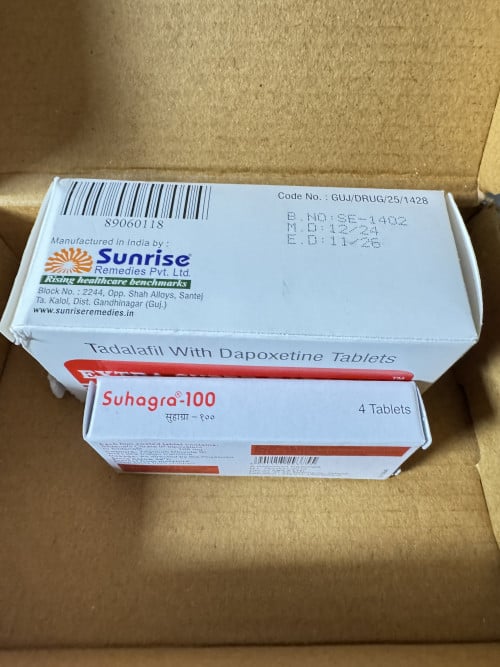 89060118
Code No. : GUJ/DRUG/25/1428
B.NO:SE-1402
M.D:12/24
E.D:11/26
Manufactured in India by :
Sunrise®
Remedies Pvt. Ltd.
Rising healthcare benchmarks
Block No. : 2244, Opp. Shah Alloys, Santej
Ta. Kalol, Dist. Gandhinagar (Guj.)
www.sunriseremedies.in
Tadalafil With Dapoxetine Tablets
TM
Suhagra®-100
सुहाग्रा – १००
4 Tablets